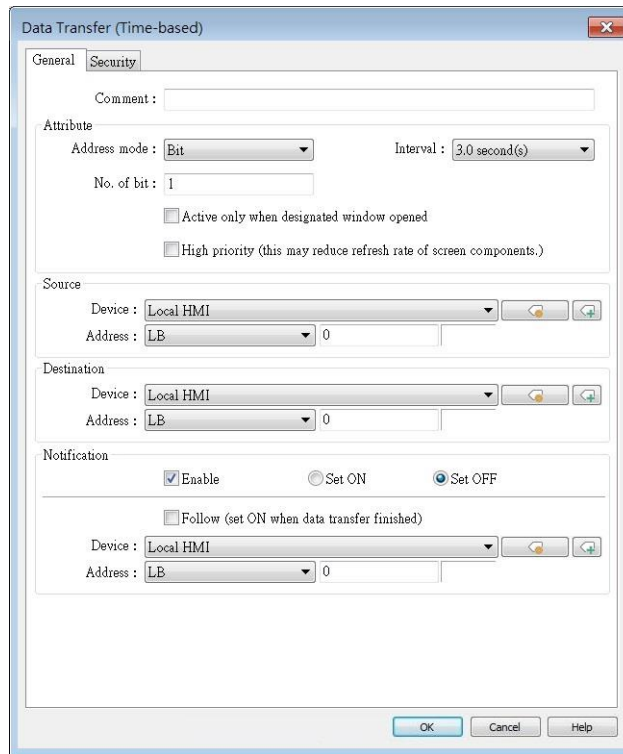 Data Transfer (Time-based)
General Security
Comment :
Attribute
Address mode : Bit Interval : 3.0 second(s)
No. of bit : 1
Active only when designated window opened
High priority (this may reduce refresh rate of screen components.)
Source
Device : Local HMI
Address : LB 0
Destination
Device : Local HMI
Address : LB 0
Notification
Enable Set ON Set OFF
Follow (set ON when data transfer finished)
Device : Local HMI
Address : LB 0
OK Cancel Help